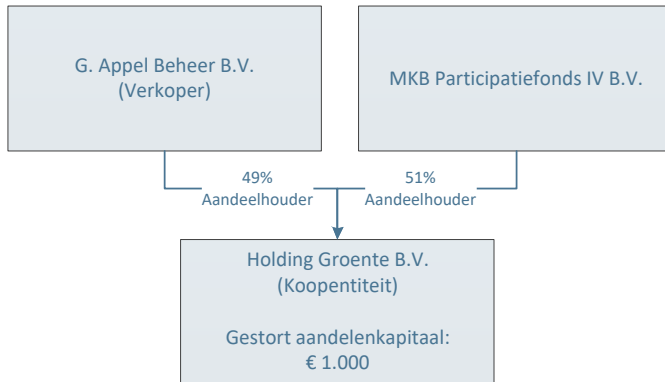 G. Appel Beheer B.V.
(Verkoper)
MKB Participatiefonds IV B.V.
49%
Aandeelhouder
51%
Aandeelhouder
Holding Groente B.V.
(Koopentiteit)
Gestort aandelenkapitaal:
€ 1.000